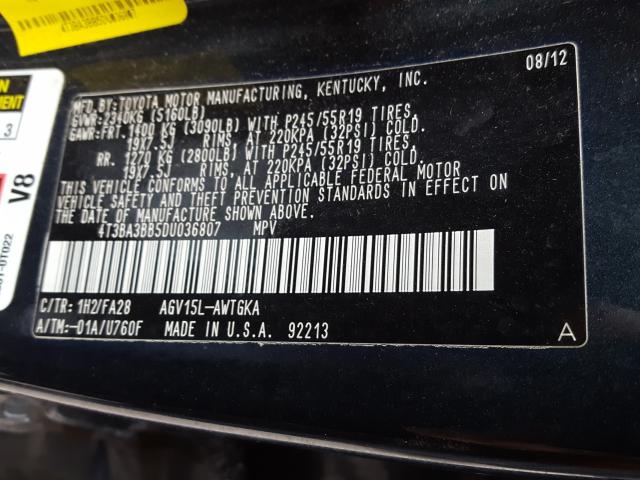 4T3BA3BB5DU036807
08/12
MFD. BY: TOYOTA MOTOR MANUFACTURING, KENTUCKY, INC.
GVWR: 2340KG (5160LB)
GAWR: FRT. 1400 KG (3090LB) WITH P245/55R19 TIRES,
19X7.5J RIMS, AT 220KPA (32PSI) COLD.
RR. 1270 KG (2800LB) WITH P245/55R19 TIRES,
19X7.5J RIMS, AT 220KPA (32PSI) COLD.
THIS VEHICLE CONFORMS TO ALL APPLICABLE FEDERAL MOTOR
VEHICLE SAFETY AND THEFT PREVENTION STANDARDS IN EFFECT ON
THE DATE OF MANUFACTURE SHOWN ABOVE.
4T3BA3BB5DU036807 MPV
C/TR: 1H2/FA28 AGV15L-AWTGKA
A/TM:-01A/U760F MADE IN U.S.A. 92213
A
3
V8
0T022